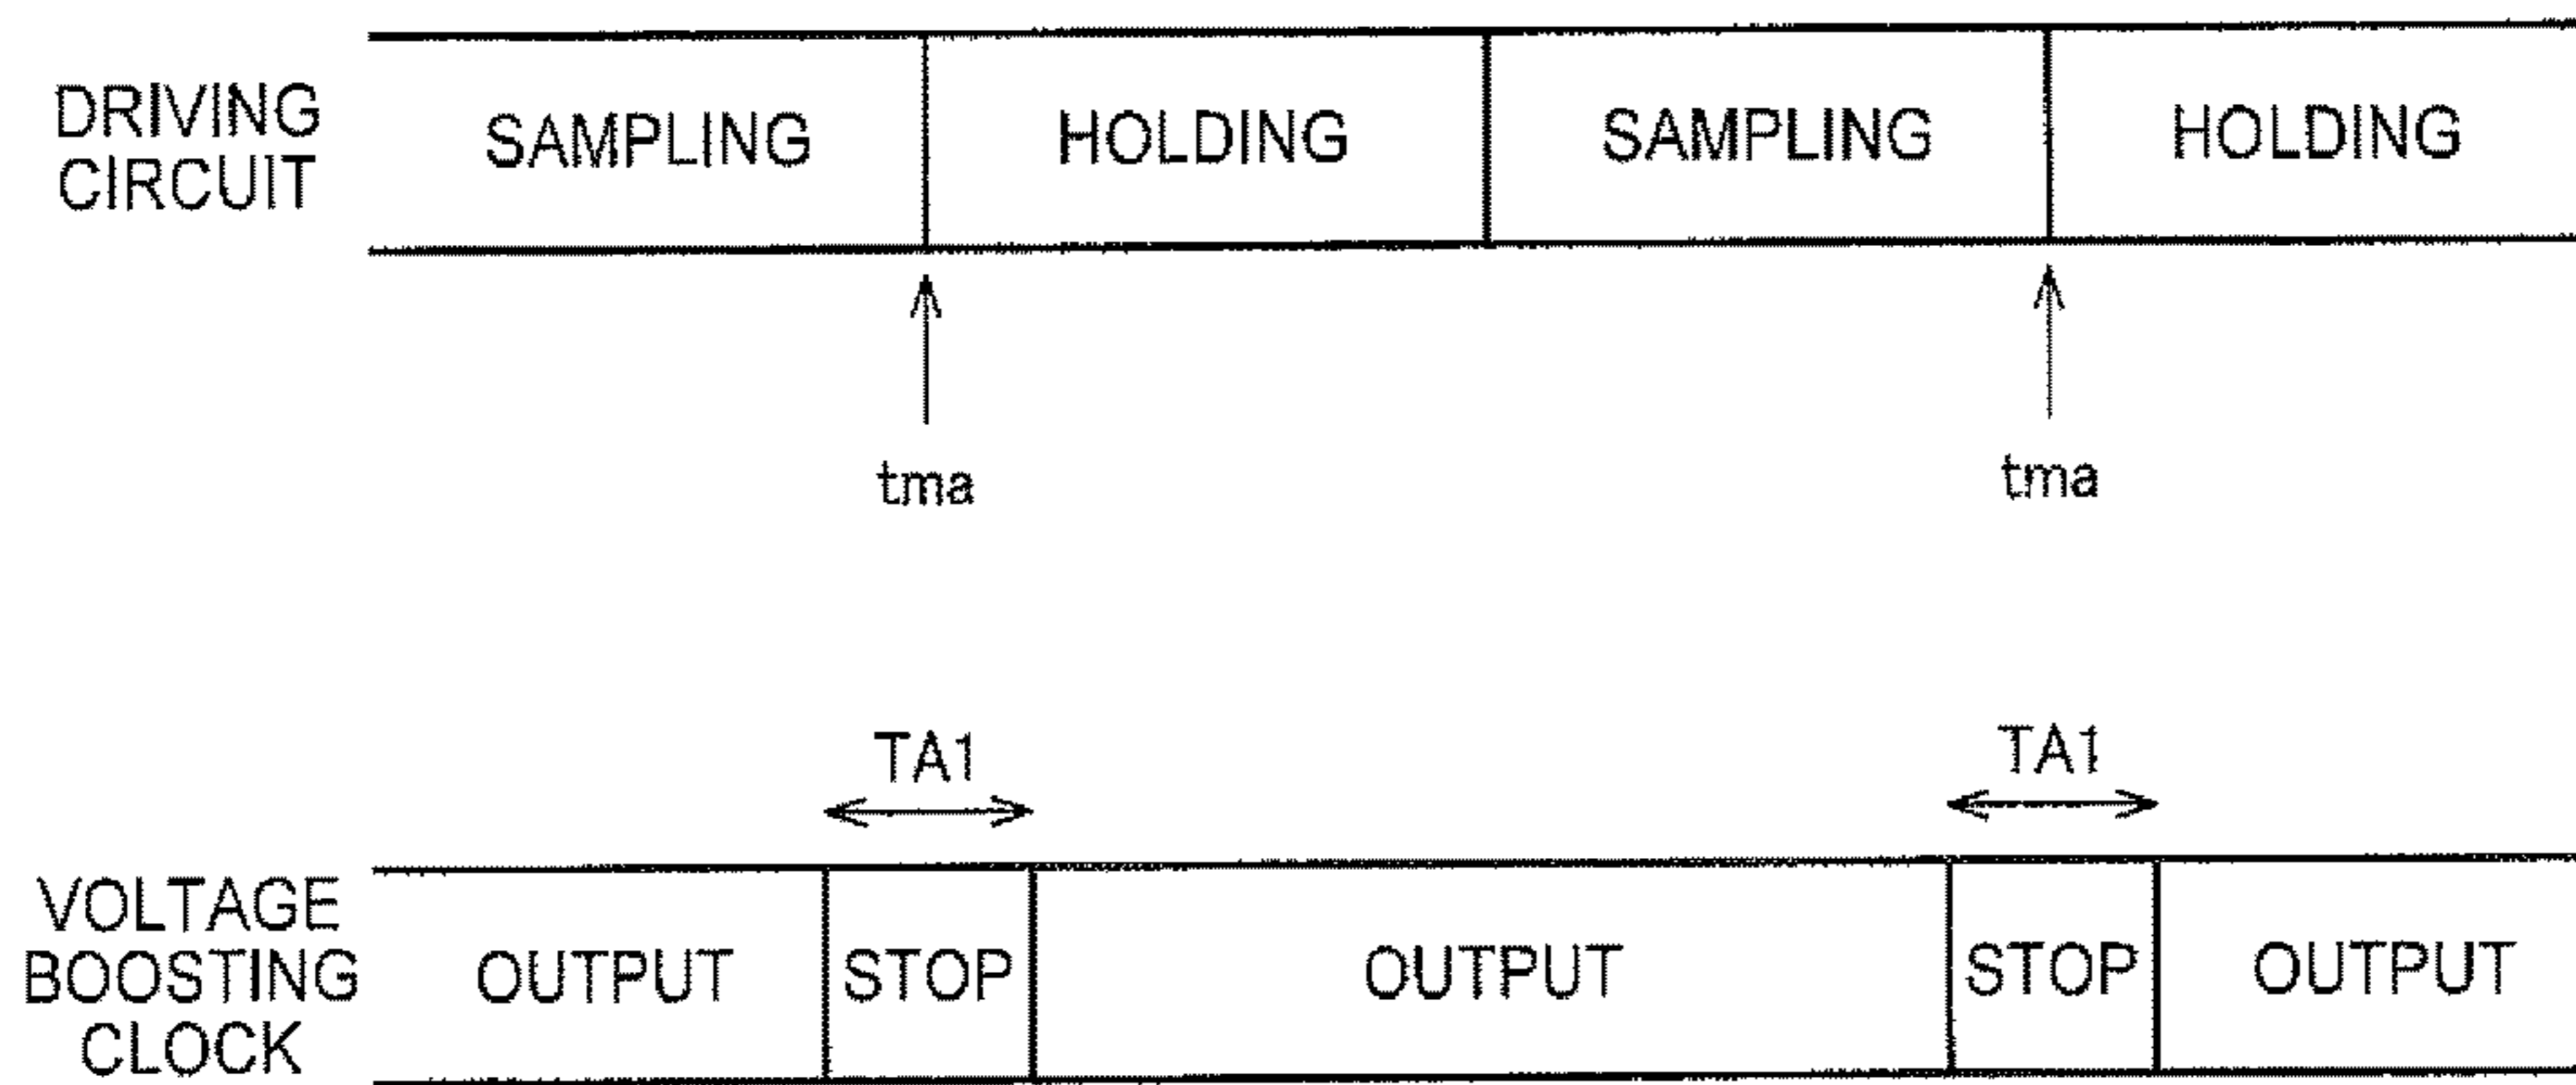 DRIVING
CIRCUIT
SAMPLING
HOLDING
SAMPLING
HOLDING
tma
tma
TA1
TA1
VOLTAGE
BOOSTING
CLOCK
OUTPUT
STOP
OUTPUT
STOP
OUTPUT